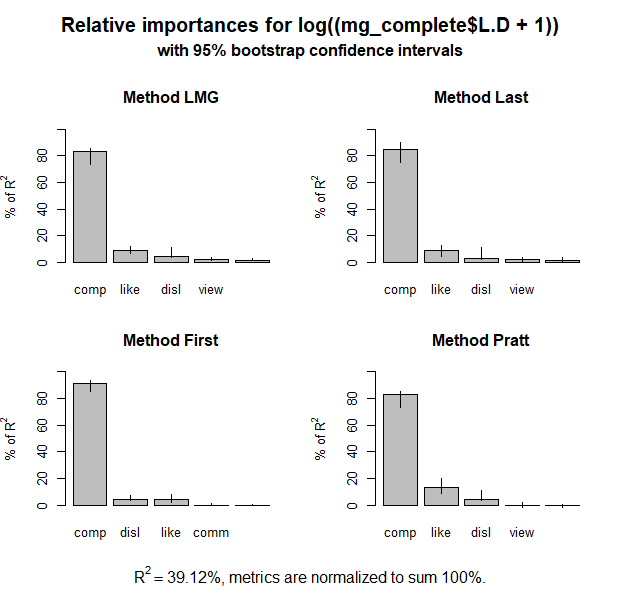 Relative importances for log((mg_complete$L.D + 1))
with 95% bootstrap confidence intervals
Method LMG
% of R²
0 20 40 60 80
comp like disl view
Method Last
% of R²
0 20 40 60 80
comp like disl view
Method First
% of R²
0 20 40 60 80
comp disl like comm
Method Pratt
% of R²
0 20 40 60 80
comp like disl view
R² = 39.12%, metrics are normalized to sum 100%.